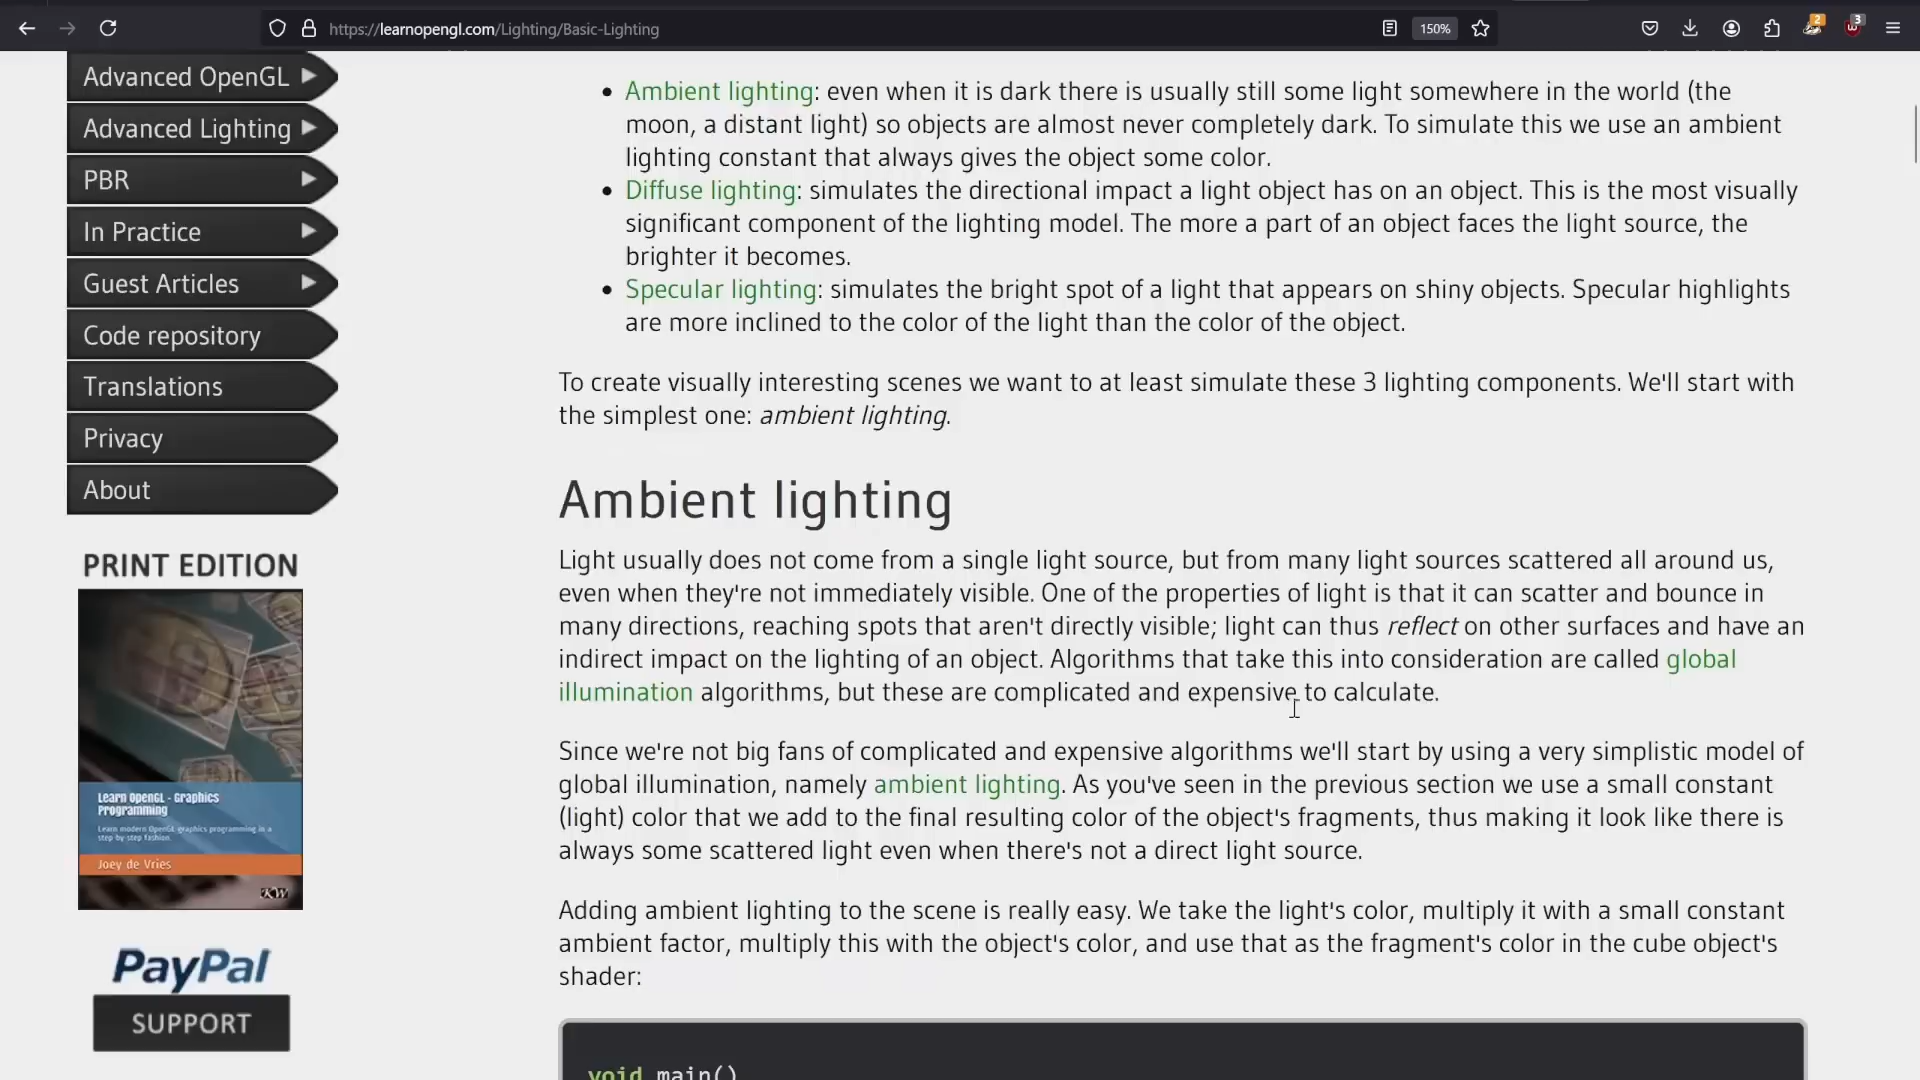 https://learnopengl.com/Lighting/Basic-Lighting
150%
2
3
Advanced OpenGL
Advanced Lighting
PBR
In Practice
Guest Articles
Code repository
Translations
Privacy
About
PRINT EDITION
Learn OpenGL - Graphics
Programming
Learn modern OpenGL graphics programming in a
step-by-step fashion.
Joey de Vries
KW
PayPal
SUPPORT
• Ambient lighting: even when it is dark there is usually still some light somewhere in the world (the
moon, a distant light) so objects are almost never completely dark. To simulate this we use an ambient
lighting constant that always gives the object some color.
• Diffuse lighting: simulates the directional impact a light object has on an object. This is the most visually
significant component of the lighting model. The more a part of an object faces the light source, the
brighter it becomes.
• Specular lighting: simulates the bright spot of a light that appears on shiny objects. Specular highlights
are more inclined to the color of the light than the color of the object.
To create visually interesting scenes we want to at least simulate these 3 lighting components. We'll start with
the simplest one: ambient lighting.
Ambient lighting
Light usually does not come from a single light source, but from many light sources scattered all around us,
even when they're not immediately visible. One of the properties of light is that it can scatter and bounce in
many directions, reaching spots that aren't directly visible; light can thus reflect on other surfaces and have an
indirect impact on the lighting of an object. Algorithms that take this into consideration are called global
illumination algorithms, but these are complicated and expensive to calculate.
Since we're not big fans of complicated and expensive algorithms we'll start by using a very simplistic model of
global illumination, namely ambient lighting. As you've seen in the previous section we use a small constant
(light) color that we add to the final resulting color of the object's fragments, thus making it look like there is
always some scattered light even when there's not a direct light source.
Adding ambient lighting to the scene is really easy. We take the light's color, multiply it with a small constant
ambient factor, multiply this with the object's color, and use that as the fragment's color in the cube object's
shader:
void main()